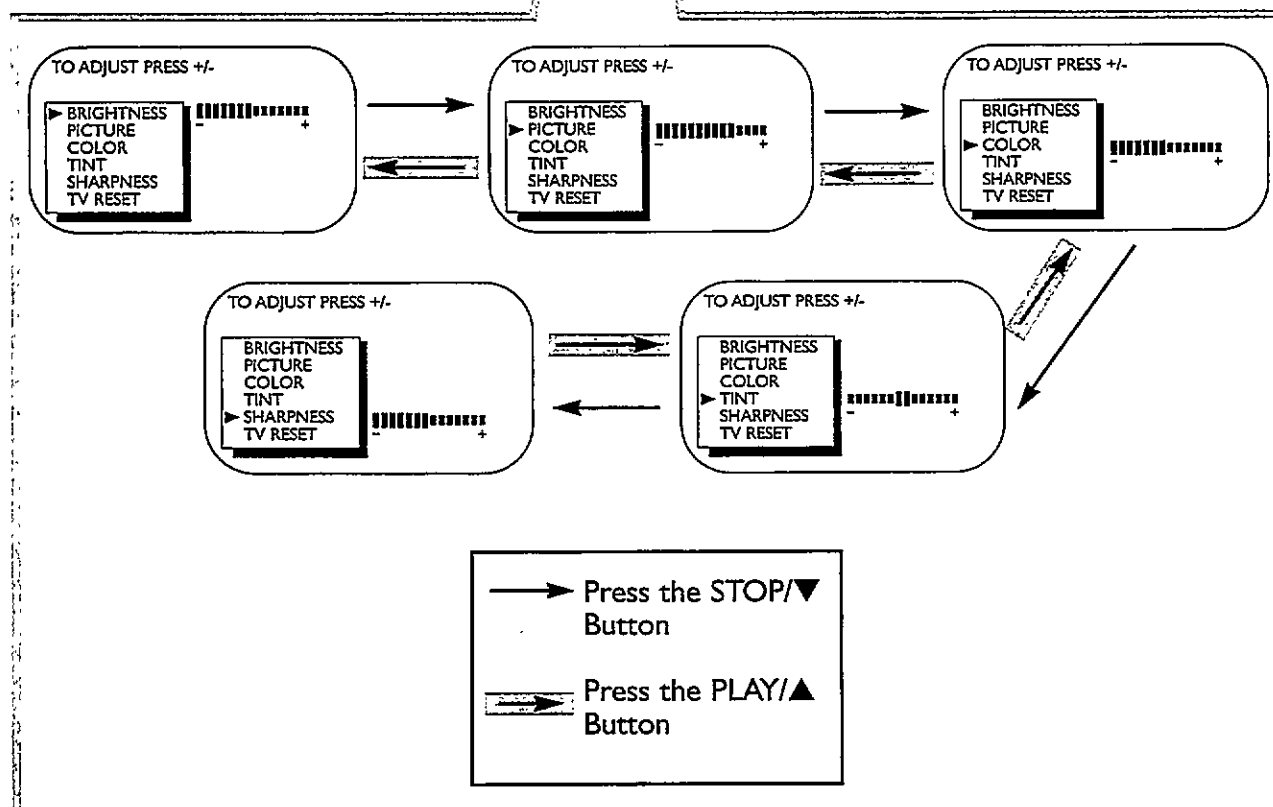 TO ADJUST PRESS +/-
BRIGHTNESS
PICTURE
COLOR
TINT
SHARPNESS
TV RESET
- +
TO ADJUST PRESS +/-
BRIGHTNESS
PICTURE
COLOR
TINT
SHARPNESS
TV RESET
- +
TO ADJUST PRESS +/-
BRIGHTNESS
PICTURE
COLOR
TINT
SHARPNESS
TV RESET
- +
TO ADJUST PRESS +/-
BRIGHTNESS
PICTURE
COLOR
TINT
SHARPNESS
TV RESET
- +
TO ADJUST PRESS +/-
BRIGHTNESS
PICTURE
COLOR
TINT
SHARPNESS
TV RESET
- +
Press the STOP/▼
Button
Press the PLAY/▲
Button